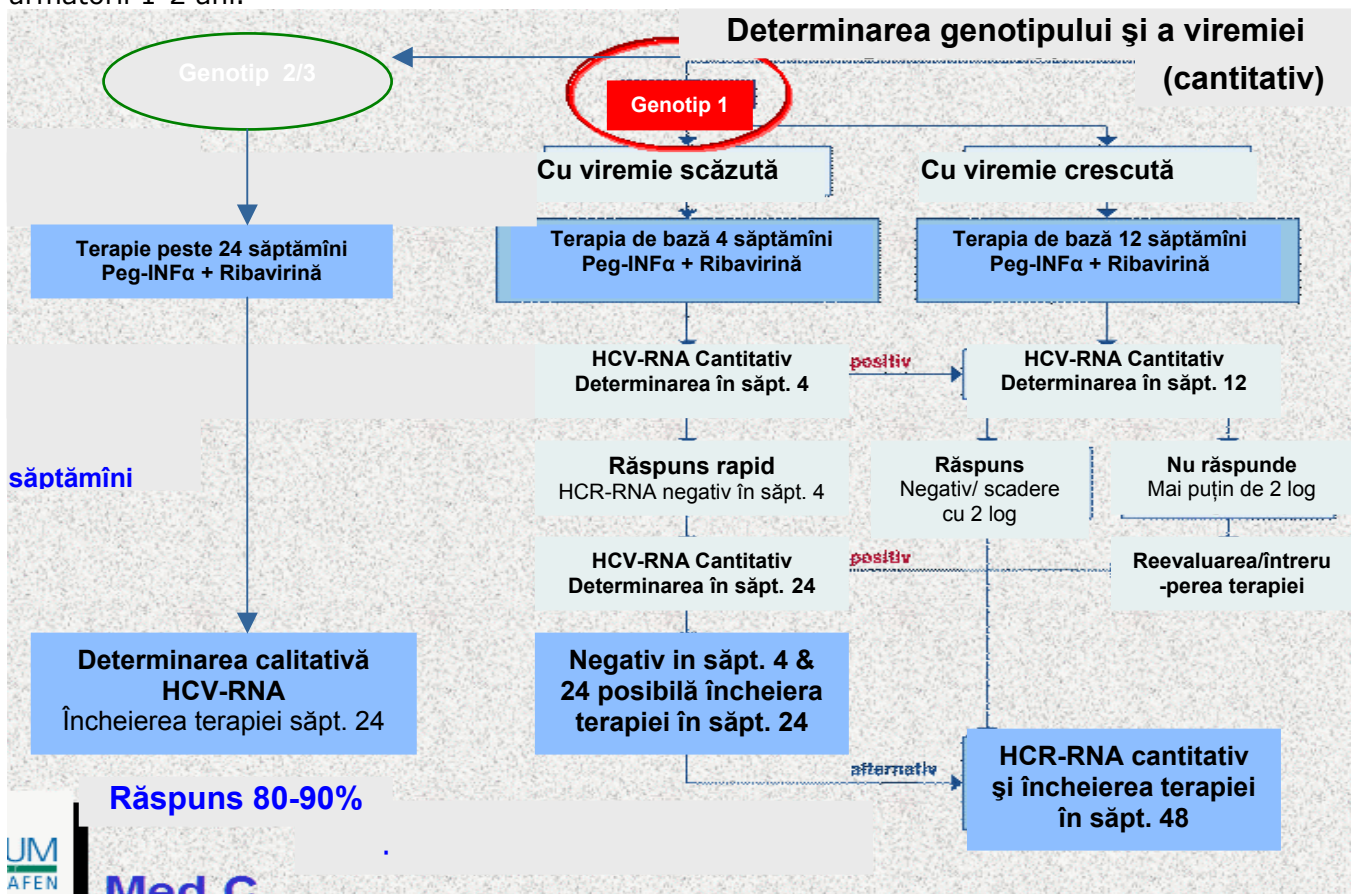 următorii 1-2 ani.
Determinarea genotipului şi a viremiei
(cantitativ)
Genotip 2/3
Genotip 1
Cu viremie scăzută
Cu viremie crescută
Terapie peste 24 săptămîni
Peg-INFα + Ribavirină
Terapia de bază 4 săptămîni
Peg-INFα + Ribavirină
Terapia de bază 12 săptămîni
Peg-INFα + Ribavirină
HCV-RNA Cantitativ
Determinarea în săpt. 4
positiv
HCV-RNA Cantitativ
Determinarea în săpt. 12
săptămîni
Răspuns rapid
HCR-RNA negativ în săpt. 4
Răspuns
Negativ/ scadere
cu 2 log
Nu răspunde
Mai puțin de 2 log
HCV-RNA Cantitativ
Determinarea în săpt. 24
positiv
Reevaluarea/întreru
-perea terapiei
Determinarea calitativă
HCV-RNA
Încheierea terapiei săpt. 24
Negativ in săpt. 4 &
24 posibilă încheiera
terapiei în săpt. 24
alternativ
HCR-RNA cantitativ
şi încheierea terapiei
în săpt. 48
Răspuns 80-90%
.
UM
AFEN
Med C